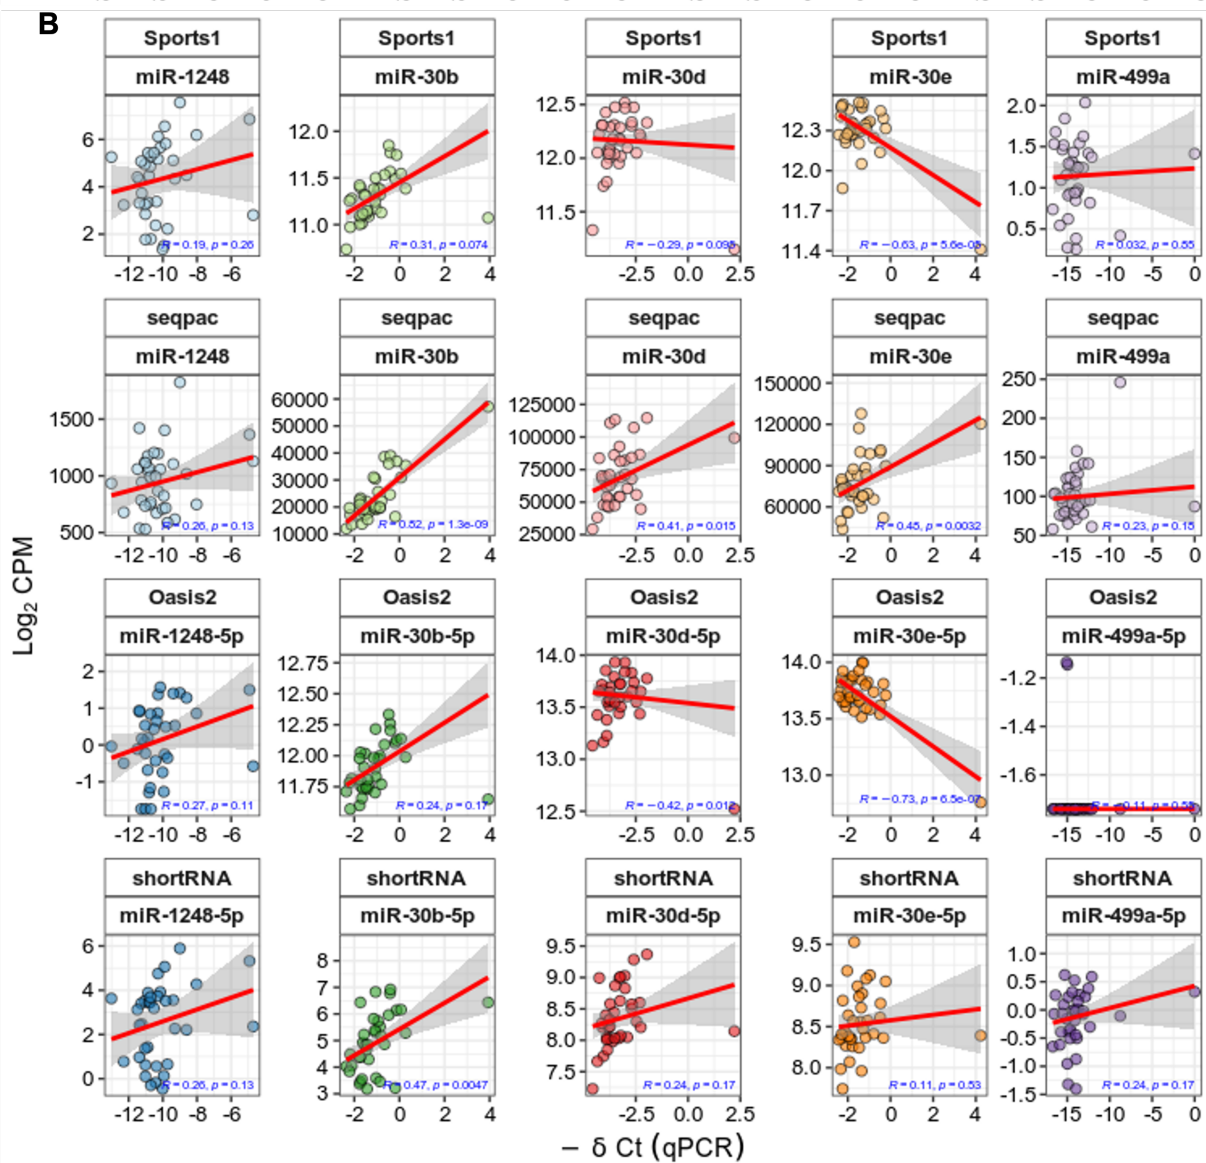 B
Sports1 Sports1 Sports1 Sports1 Sports1
miR-1248 miR-30b miR-30d miR-30e miR-499a
6 4 2 12.0 11.5 11.0 12.5 12.0 11.5 12.3 12.0 11.7 11.4 2.0 1.5 1.0 0.5
R = 0.19, p = 0.26 R = 0.31, p = 0.074 R = −0.29, p = 0.095 R = −0.63, p = 5.6e-05 R = 0.032, p = 0.55
-12 -10 -8 -6 -2 0 2 4 -2.5 0.0 2.5 -2 0 2 4 -15 -10 -5 0
seqpac seqpac seqpac seqpac seqpac
miR-1248 miR-30b miR-30d miR-30e miR-499a
1500 1000 500 60000 50000 40000 30000 20000 10000 125000 100000 75000 50000 25000 150000 120000 90000 60000 250 200 150 100 50
R = 0.26, p = 0.13 R = 0.52, p = 1.3e-09 R = 0.41, p = 0.015 R = 0.45, p = 0.0032 R = 0.23, p = 0.15
-12 -10 -8 -6 -2 0 2 4 -2.5 0.0 2.5 -2 0 2 4 -15 -10 -5 0
Log2 CPM
Oasis2 Oasis2 Oasis2 Oasis2 Oasis2
miR-1248-5p miR-30b-5p miR-30d-5p miR-30e-5p miR-499a-5p
2 1 0 -1 12.75 12.50 12.25 12.00 11.75 14.0 13.5 13.0 12.5 14.0 13.5 13.0 -1.2 -1.4 -1.6
R = 0.27, p = 0.11 R = 0.24, p = 0.17 R = −0.42, p = 0.012 R = −0.73, p = 6.5e-07
-12 -10 -8 -6 -2 0 2 4 -2.5 0.0 2.5 -2 0 2 4 -15 -10 -5 0
shortRNA shortRNA shortRNA shortRNA shortRNA
miR-1248-5p miR-30b-5p miR-30d-5p miR-30e-5p miR-499a-5p
6 4 2 0 8 7 6 5 4 3 9.5 9.0 8.5 8.0 7.5 9.5 9.0 8.5 8.0 1.0 0.5 0.0 -0.5 -1.0 -1.5
R = 0.26, p = 0.13 R = 0.47, p = 0.0047 R = 0.24, p = 0.17 R = 0.11, p = 0.53 R = 0.24, p = 0.17
-12 -10 -8 -6 -2 0 2 4 -2.5 0.0 2.5 -2 0 2 4 -15 -10 -5 0
− δ Ct (qPCR)